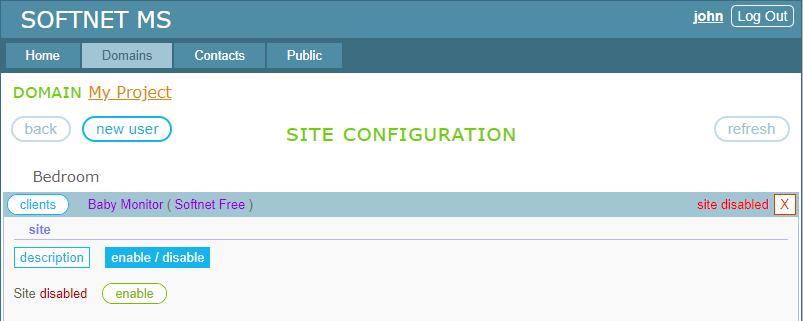 SOFTNET MS
john Log Out
Home Domains Contacts Public
DOMAIN My Project
back new user SITE CONFIGURATION refresh
Bedroom
clients Baby Monitor ( Softnet Free ) site disabled X
site
description enable / disable
Site disabled enable